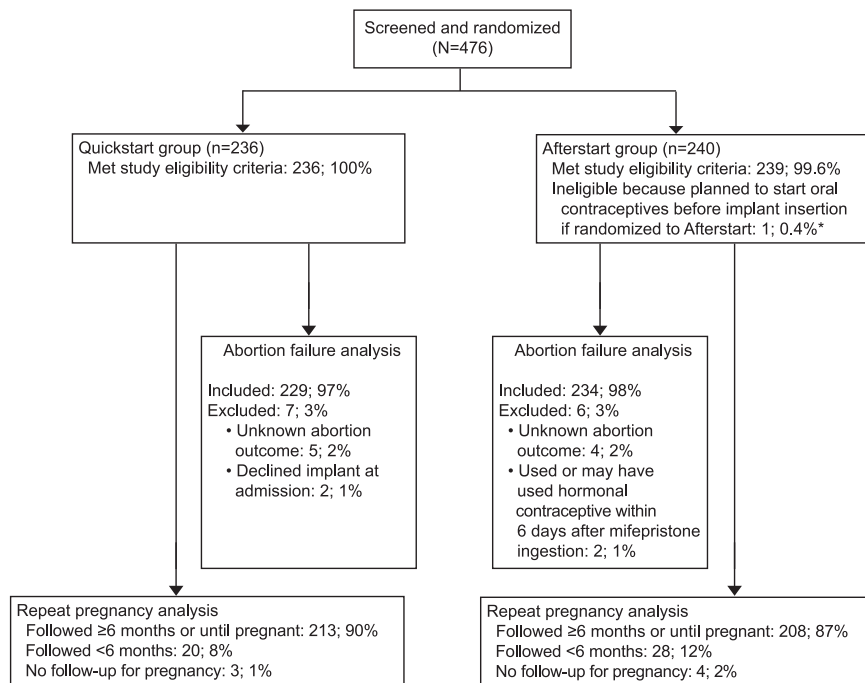 Screened and randomized
(N=476)
Quickstart group (n=236)
Met study eligibility criteria: 236; 100%
Afterstart group (n=240)
Met study eligibility criteria: 239; 99.6%
Ineligible because planned to start oral
contraceptives before implant insertion
if randomized to Afterstart: 1; 0.4%*
Abortion failure analysis
Included: 229; 97%
Excluded: 7; 3%
• Unknown abortion
outcome: 5; 2%
• Declined implant at
admission: 2; 1%
Abortion failure analysis
Included: 234; 98%
Excluded: 6; 3%
• Unknown abortion
outcome: 4; 2%
• Used or may have
used hormonal
contraceptive within
6 days after mifepristone
ingestion: 2; 1%
Repeat pregnancy analysis
Followed ≥6 months or until pregnant: 213; 90%
Followed <6 months: 20; 8%
No follow-up for pregnancy: 3; 1%
Repeat pregnancy analysis
Followed ≥6 months or until pregnant: 208; 87%
Followed <6 months: 28; 12%
No follow-up for pregnancy: 4; 2%